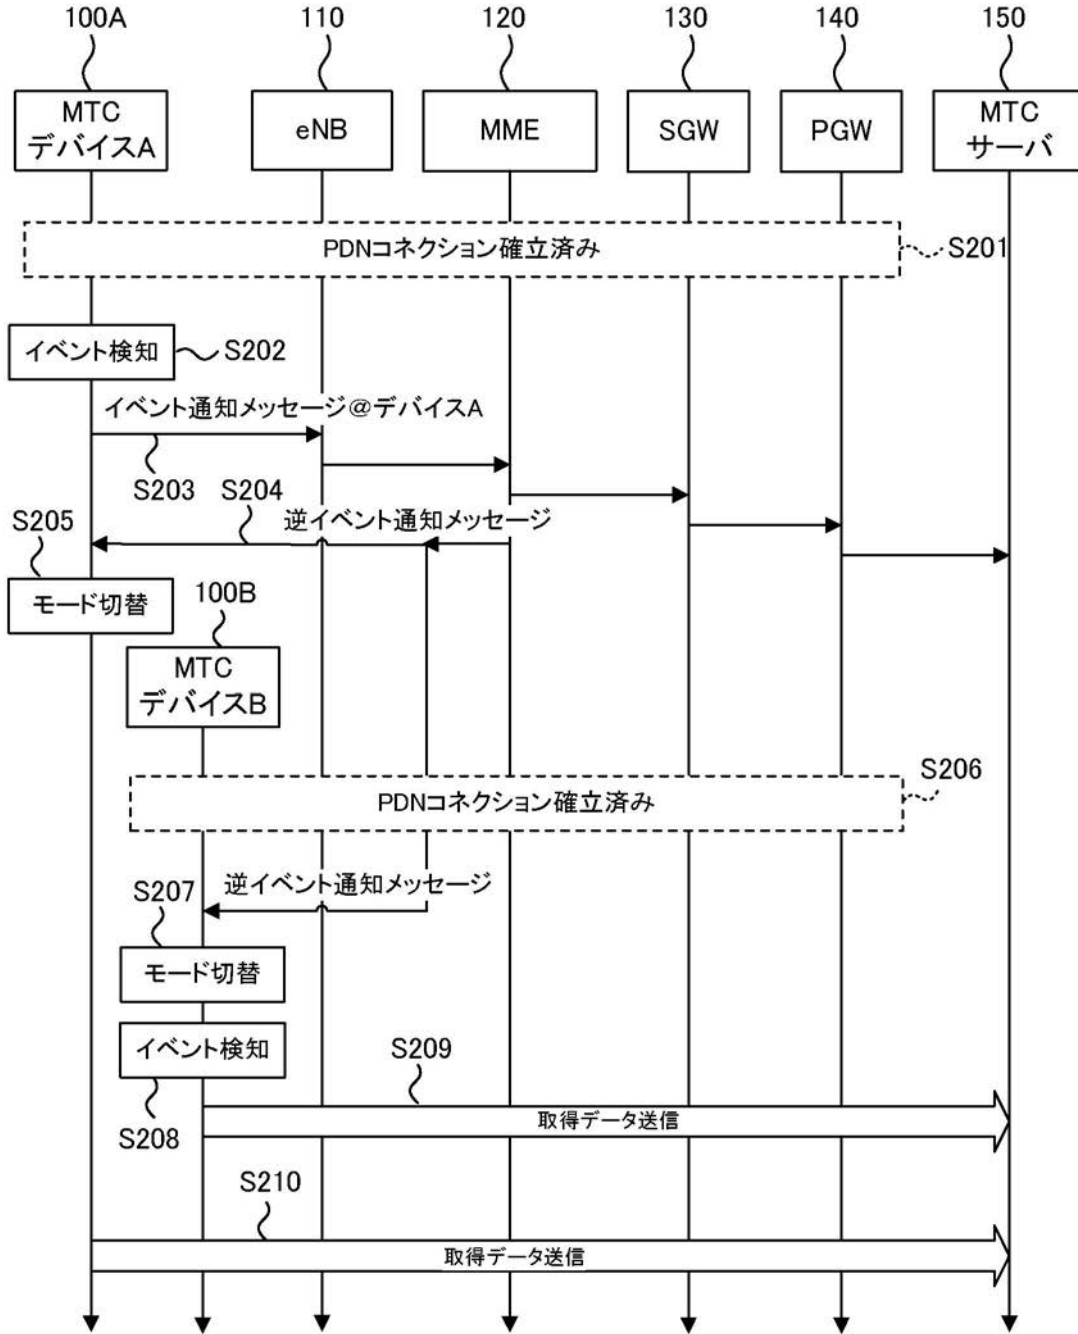 100A 110 120 130 140 150
MTC
デバイスA
eNB
MME
SGW
PGW
MTC
サーバ
PDNコネクション確立済み
S201
イベント検知
S202
イベント通知メッセージ@デバイスA
S203
S204
S205
逆イベント通知メッセージ
モード切替
100B
MTC
デバイスB
S206
PDNコネクション確立済み
逆イベント通知メッセージ
S207
モード切替
イベント検知
S209
取得データ送信
S208
S210
取得データ送信